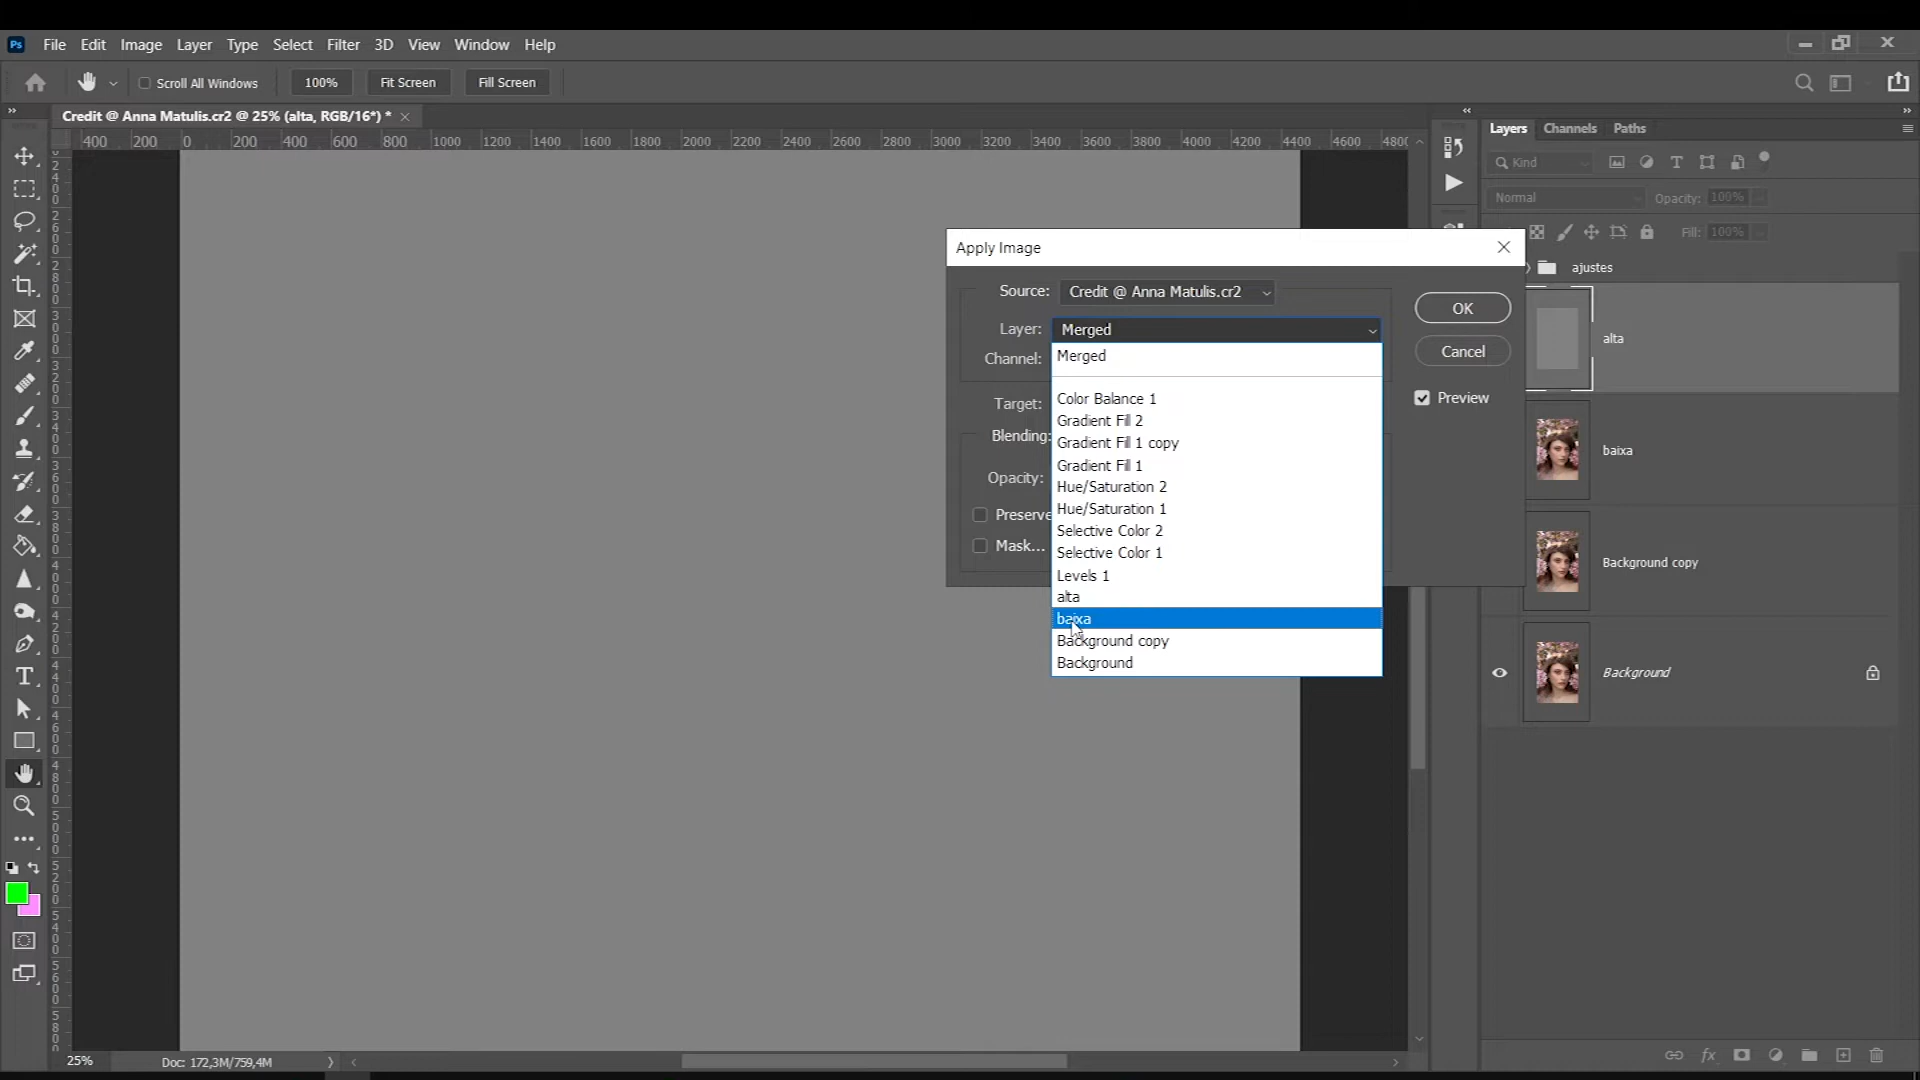 Ps File Edit Image Layer Type Select Filter 3D View Window Help
Scroll All Windows 100% Fit Screen Fill Screen
Credit @ Anna Matulis.cr2 @ 25% (alta, RGB/16*) *
400 200 0 200 400 600 800 1000 1200 1400 1600 1800 2000 2200 2400 2600 2800 3000 3200 3400 3600 3800 4000 4200 4400 4600 4800
Layers Channels Paths
Kind
Normal Opacity: 100%
Fill: 100%
ajustes
alta
baixa
Background copy
Background
Apply Image
Source: Credit @ Anna Matulis.cr2
OK
Layer: Merged
Cancel
Channel:
Preview
Target:
Blending:
Opacity:
Preserve
Mask...
Merged
Color Balance 1
Gradient Fill 2
Gradient Fill 1 copy
Gradient Fill 1
Hue/Saturation 2
Hue/Saturation 1
Selective Color 2
Selective Color 1
Levels 1
alta
baixa
Background copy
Background
25% Doc: 172,3M/759,4M